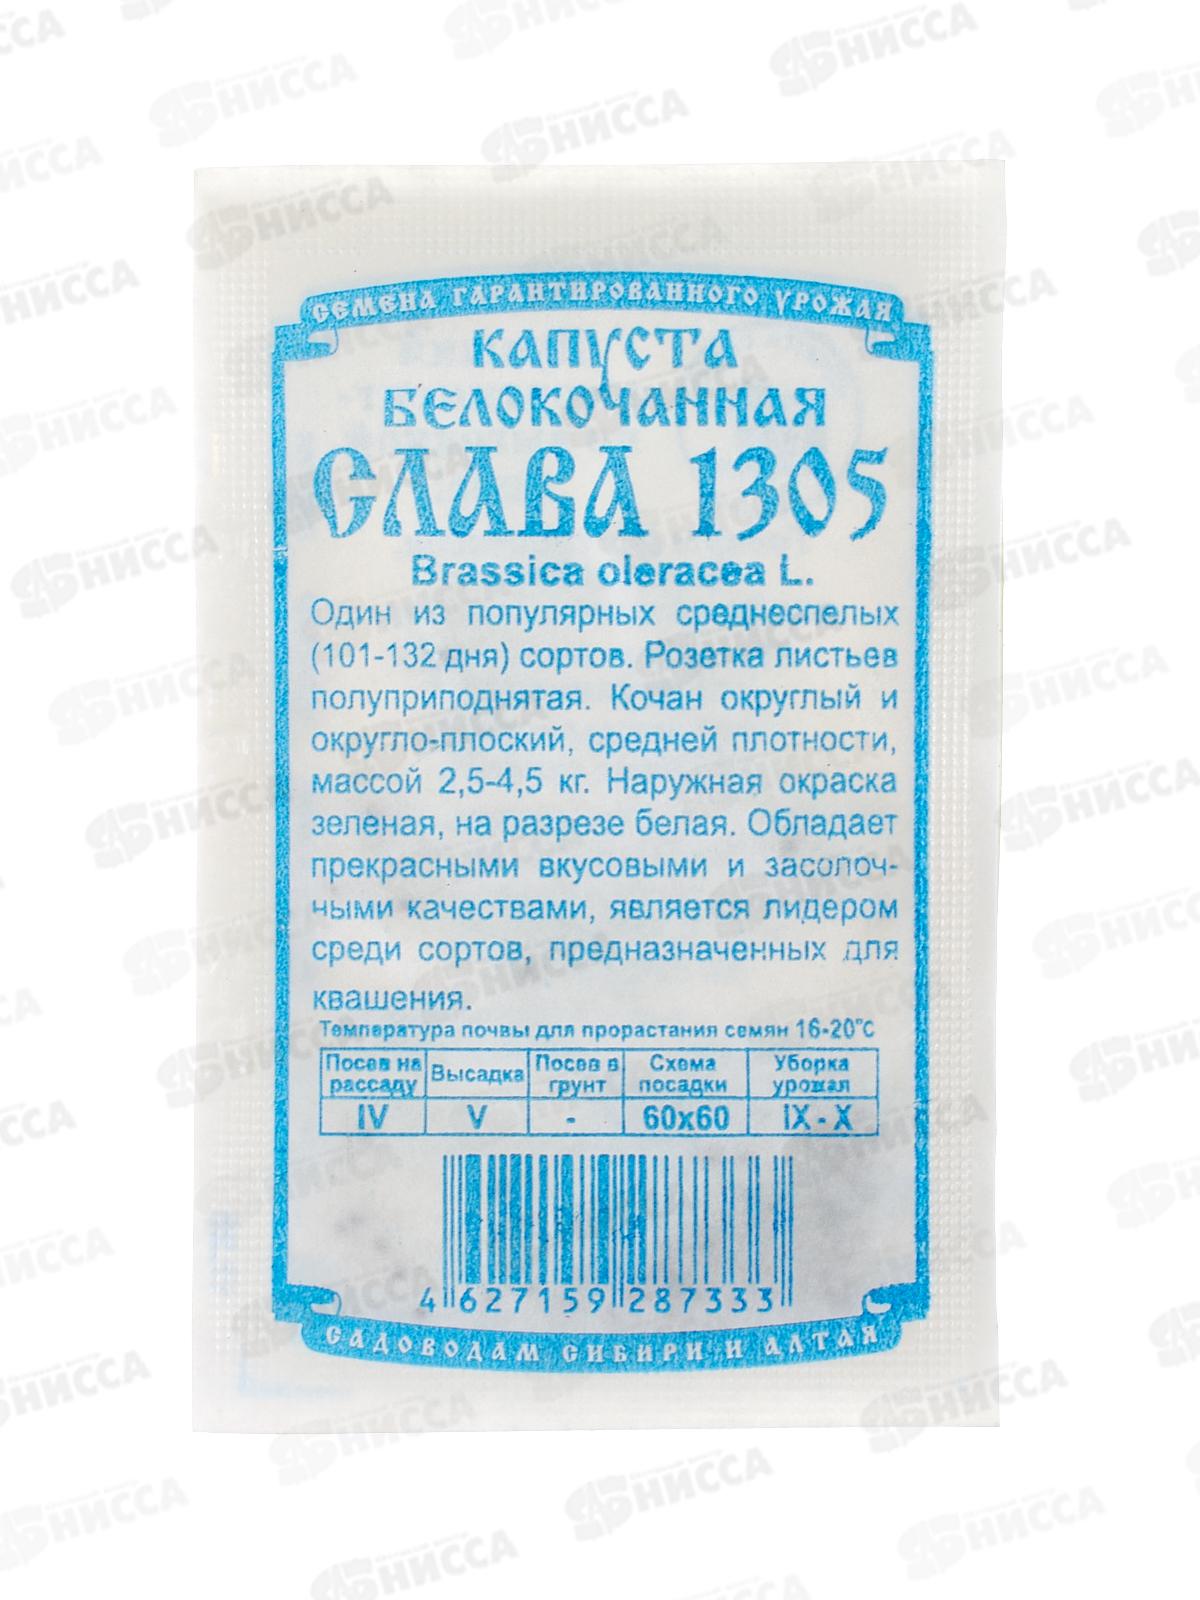 СЕМЕНА ГАРАНТИРОВАННОГО УРОЖАЯ
КАПУСТА
БЕЛОКОЧАННАЯ
СЛАВА 1305
Brassica oleracea L.
Один из популярных среднеспелых
(101-132 дня) сортов. Розетка листьев
полуприподнятая. Кочан округлый и
округло-плоский, средней плотности,
массой 2,5-4,5 кг. Наружная окраска
зеленая, на разрезе белая. Обладает
прекрасными вкусовыми и засолоч-
ными качествами, является лидером
среди сортов, предназначенных для
квашения.
Температура почвы для прорастания семян 16-20°С
Посев на рассаду Высадка Посев в грунт Схема посадки Уборка урожая
IV V - 60х60 IX - X
4 627159 287333
САДОВОДАМ СИБИРИ И АЛТАЯ
НИССА